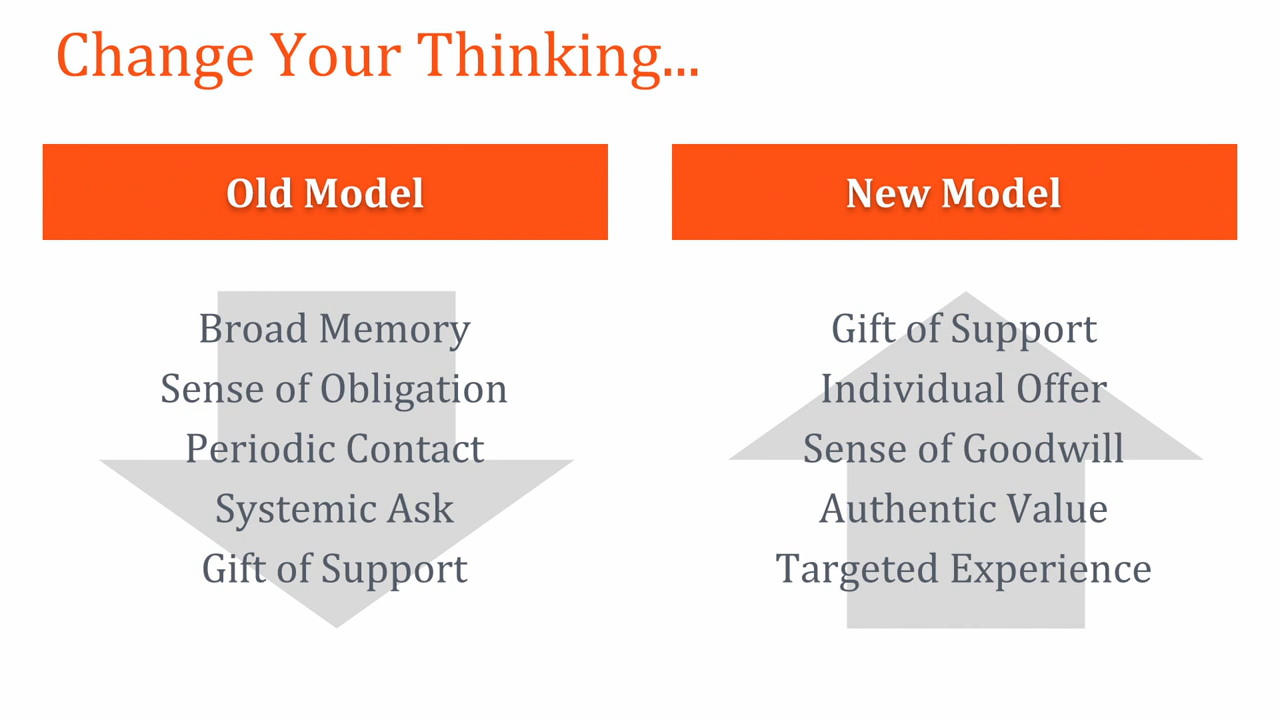 Change Your Thinking...
Old Model
Broad Memory
Sense of Obligation
Periodic Contact
Systemic Ask
Gift of Support
New Model
Gift of Support
Individual Offer
Sense of Goodwill
Authentic Value
Targeted Experience